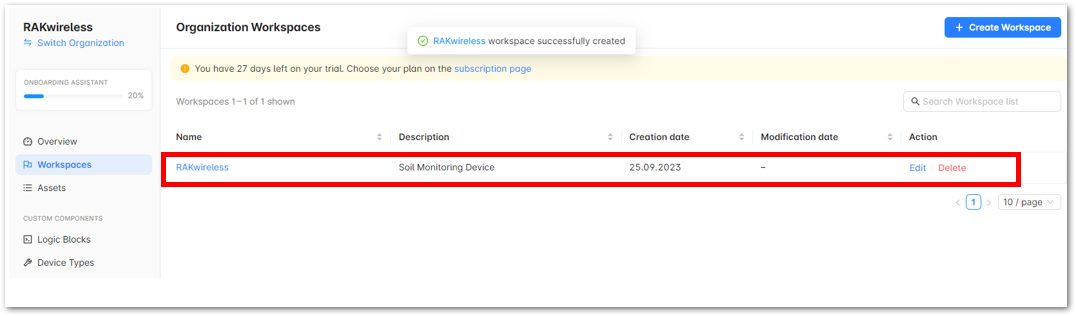 RAKwireless
Switch Organization
ONBOARDING ASSISTANT
20%
Overview
Workspaces
Assets
CUSTOM COMPONENTS
Logic Blocks
Device Types
Organization Workspaces
RAKwireless workspace successfully created
+ Create Workspace
You have 27 days left on your trial. Choose your plan on the subscription page
Workspaces 1–1 of 1 shown
Search Workspace list
Name Description Creation date Modification date Action
RAKwireless Soil Monitoring Device 25.09.2023 – Edit Delete
< 1 > 10 / page